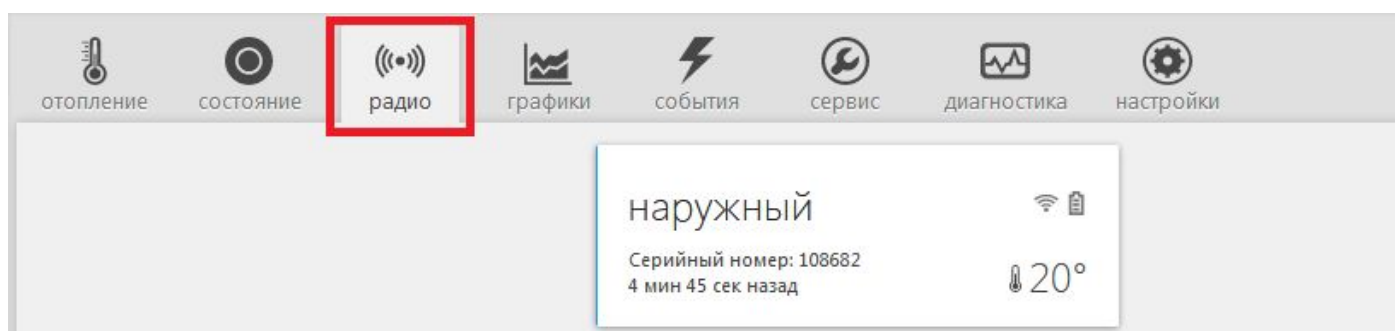 отопление состояние радио графики события сервис диагностика настройки
наружный
Серийный номер: 108682
4 мин 45 сек назад
20°